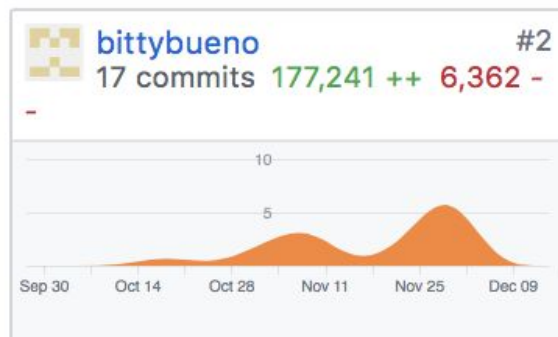 bittybueno #2
17 commits 177,241 ++ 6,362 -
-
10
5
Sep 30 Oct 14 Oct 28 Nov 11 Nov 25 Dec 09